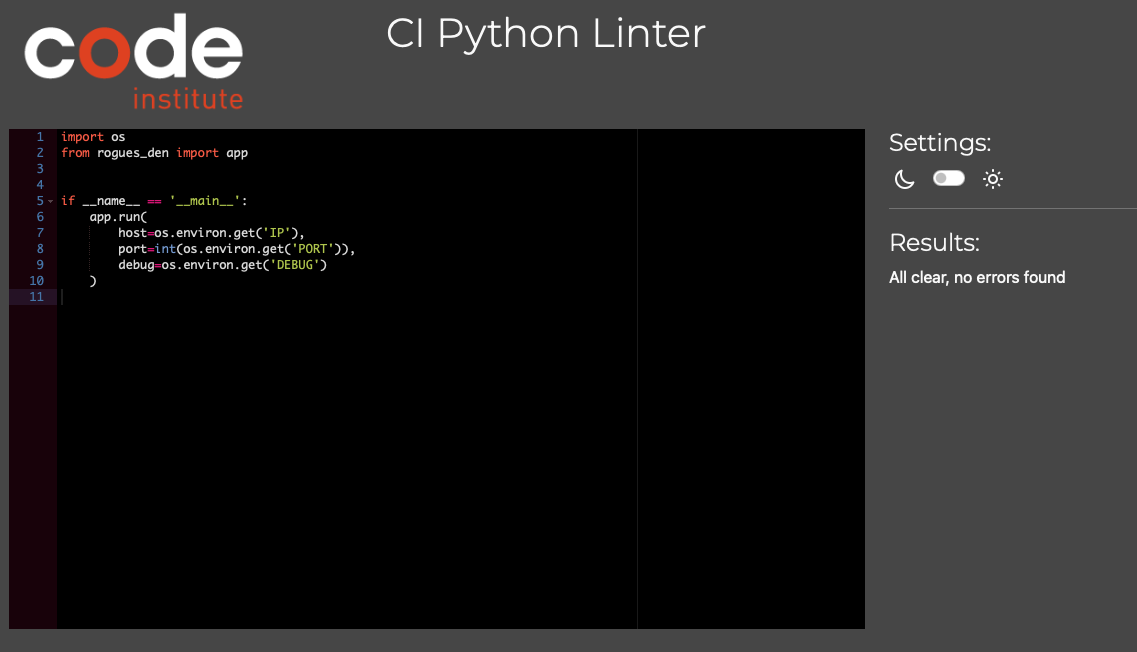 code
institute
CI Python Linter
1 import os
2 from rogues_den import app
3
4
5 if __name__ == '__main__':
6     app.run(
7         host=os.environ.get('IP'),
8         port=int(os.environ.get('PORT')),
9         debug=os.environ.get('DEBUG')
10     )
11
Settings:
Results:
All clear, no errors found